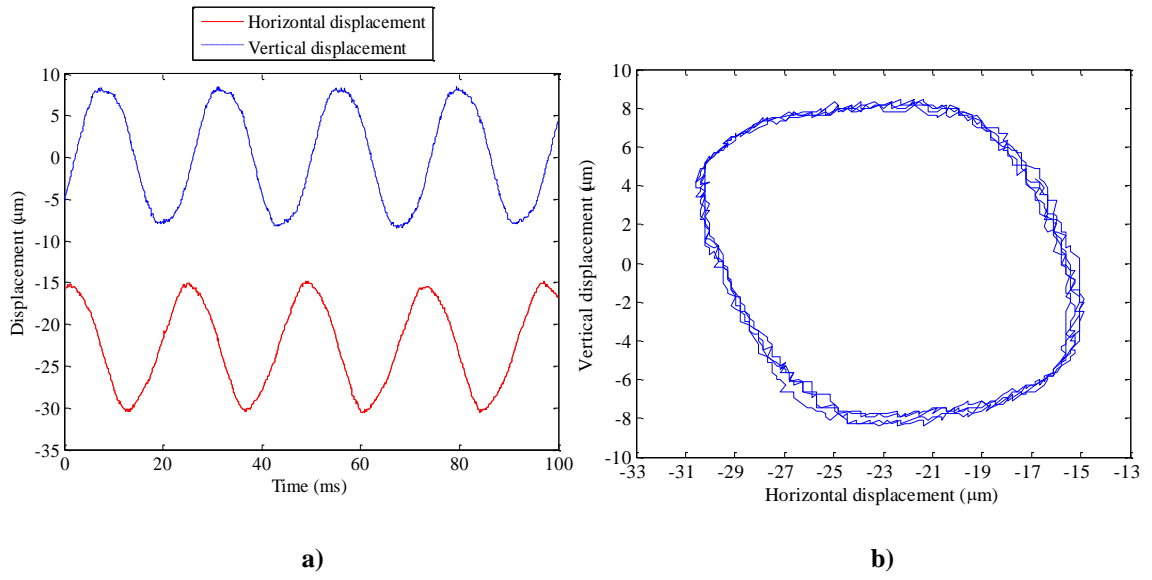 Horizontal displacement
Vertical displacement
10
5
0
-5
-10
-15
-20
-25
-30
-35
0 20 40 60 80 100
Displacement (μm)
Time (ms)
a)
10
8
6
4
2
0
-2
-4
-6
-8
-10
-33 -31 -29 -27 -25 -23 -21 -19 -17 -15 -13
Vertical displacement (μm)
Horizontal displacement (μm)
b)